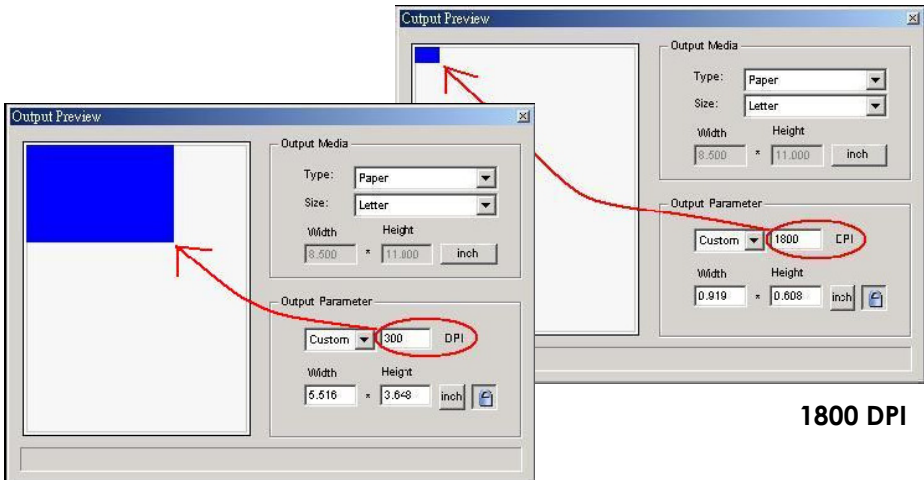 Output Preview
Output Media
Type: Paper
Size: Letter
Width Height
8.500 * 11.000 inch
Output Parameter
Custom 1800 DPI
Width Height
0.919 * 0.608 inch
1800 DPI
Output Preview
Output Media
Type: Paper
Size: Letter
Width Height
8.500 * 11.000 inch
Output Parameter
Custom 300 DPI
Width Height
5.516 * 3.648 inch